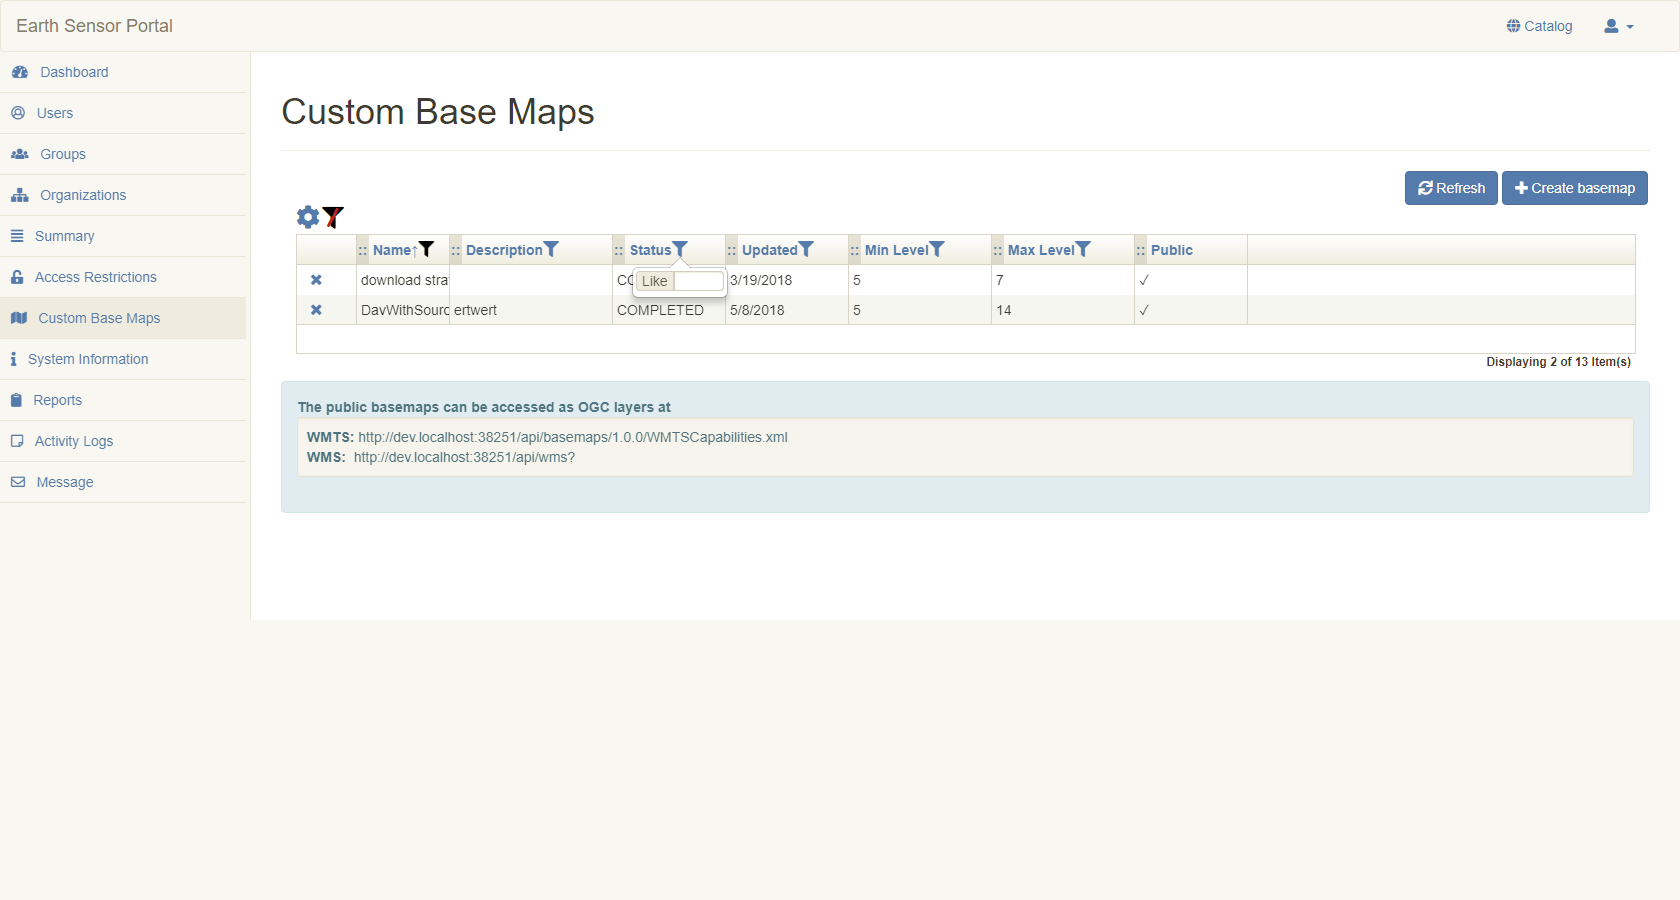 Earth Sensor Portal
Catalog
Dashboard
Users
Groups
Organizations
Summary
Access Restrictions
Custom Base Maps
System Information
Reports
Activity Logs
Message
Custom Base Maps
Refresh
Create basemap
:: Name↑ :: Description :: Status :: Updated :: Min Level :: Max Level :: Public
download stra CO 3/19/2018 5 7 ✓
Like
DavWithSourc ertwert COMPLETED 5/8/2018 5 14 ✓
Displaying 2 of 13 Item(s)
The public basemaps can be accessed as OGC layers at
WMTS: http://dev.localhost:38251/api/basemaps/1.0.0/WMTSCapabilities.xml
WMS: http://dev.localhost:38251/api/wms?